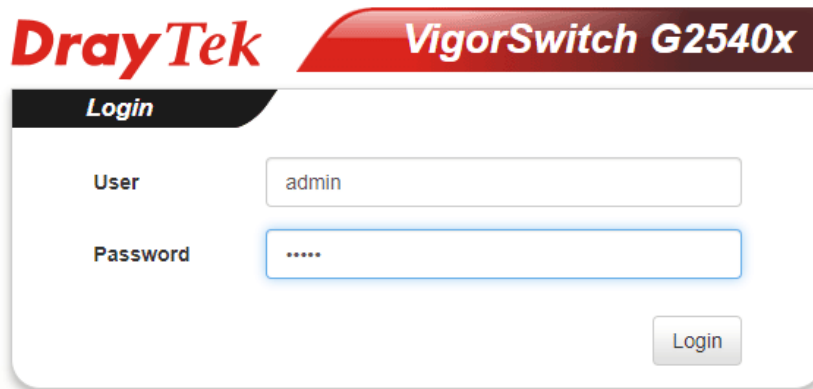 DrayTek VigorSwitch G2540x
Login
User admin
Password •••••
Login